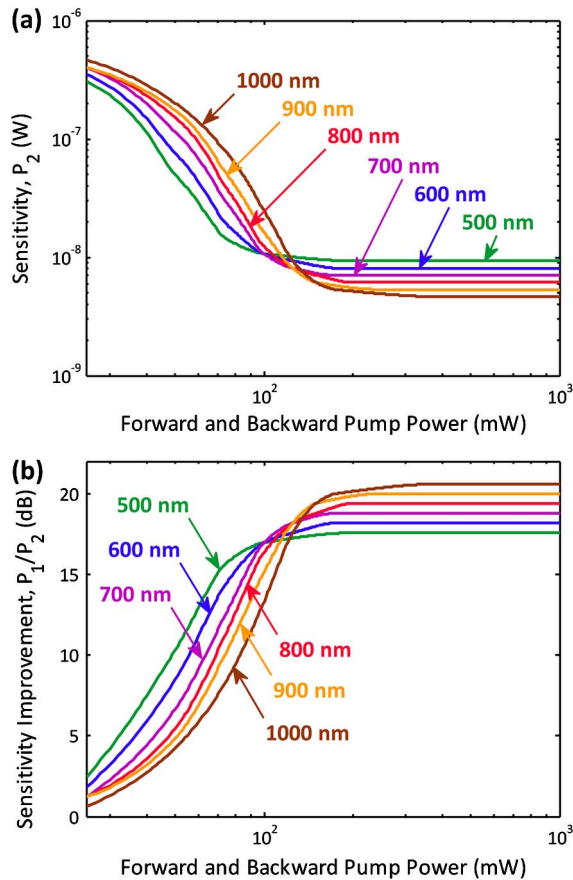 (a)
10^-6
10^-7
10^-8
10^-9
Sensitivity, P_2 (W)
1000 nm
900 nm
800 nm
700 nm
600 nm
500 nm
10^2
10^3
Forward and Backward Pump Power (mW)
(b)
20
15
10
5
0
Sensitivity Improvement, P_1/P_2 (dB)
500 nm
600 nm
700 nm
800 nm
900 nm
1000 nm
10^2
10^3
Forward and Backward Pump Power (mW)